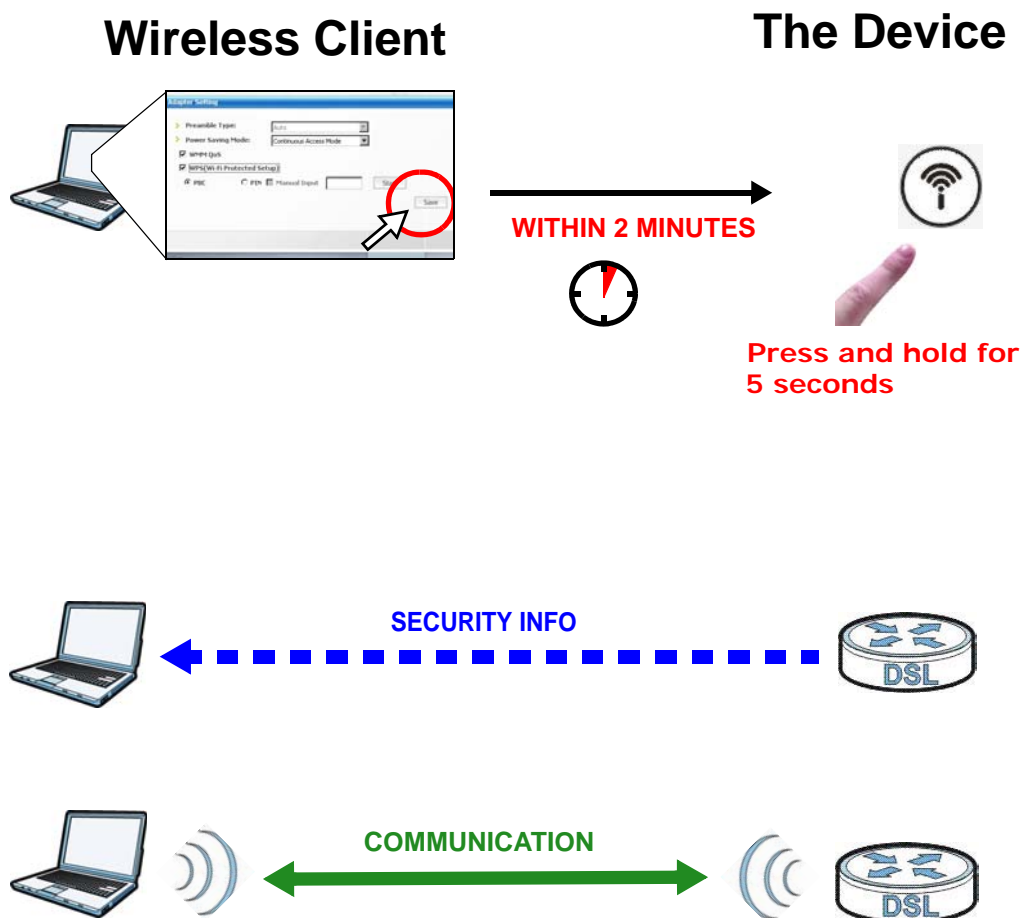 Wireless Client
The Device
Adapter Setting
Preamble Type:
Auto
Power Saving Mode:
Continuous Access Mode
WMM QoS
WPS(Wi-Fi Protected Setup)
PBC
PIN
Manual Input
Save
WITHIN 2 MINUTES
Press and hold for
5 seconds
SECURITY INFO
DSL
COMMUNICATION
DSL